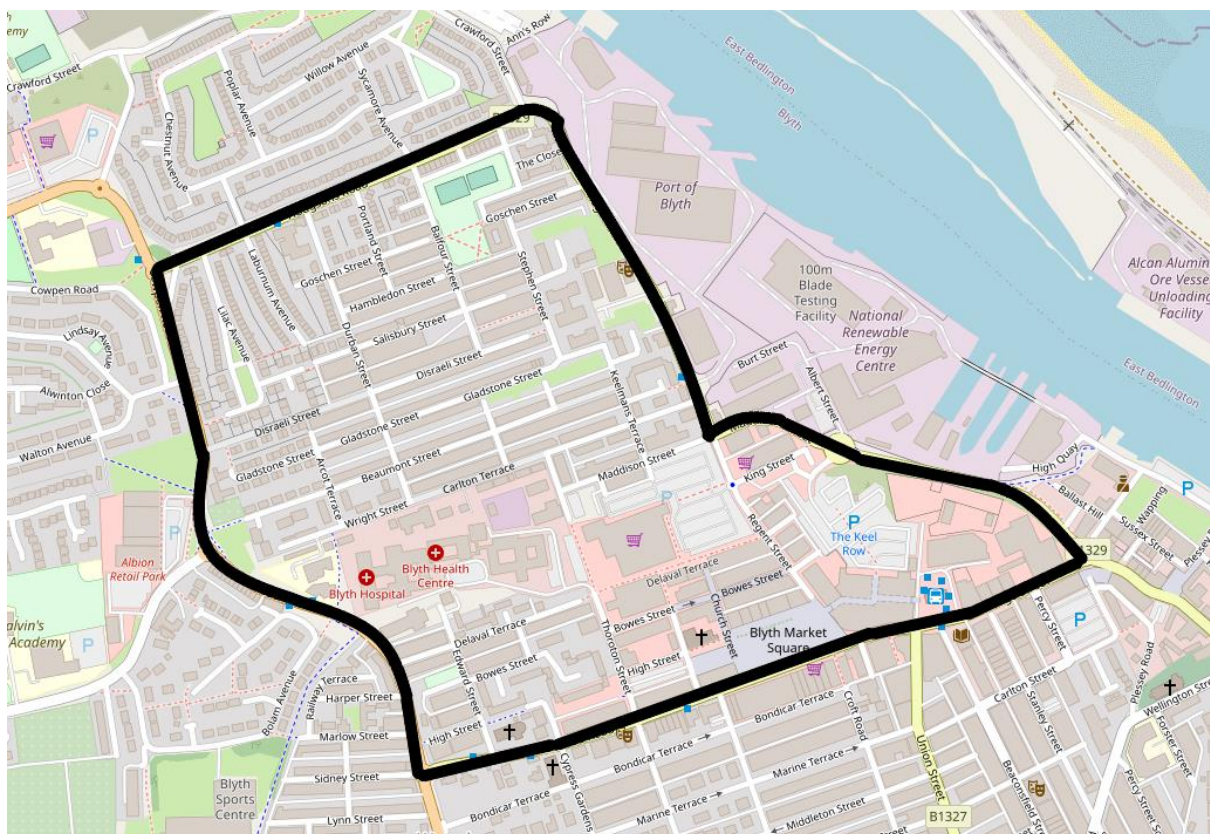 Ann's Row
Crawford Street
Crawford Street
Willow Avenue
Sycamore Avenue
Poplar Avenue
Chestnut Avenue
East Bedlington
Blyth
Port of
Blyth
The Close
Goschen Street
Portland Street
Balfour Street
Stephen Street
Goschen Street
Hambledon Street
Salisbury Street
Disraeli Street
Gladstone Street
Laburnum Avenue
Lilac Avenue
Durban Street
Cowpen Road
Lindsay Avenue
Alwinton Close
Walton Avenue
Disraeli Street
Gladstone Street
Gladstone Street
Beaumont Street
Carlton Terrace
Wright Street
Arcot Terrace
Keelmans Terrace
Maddison Street
100m
Blade
Testing
Facility
National
Renewable
Energy
Centre
Alcan Alumin
Ore Vesse
Unloading
Facility
East Bedlington
Burt Street
Albert Street
King Street
Regent Street
High Quay
Ballast Hill
Wapping
Sussex Street
Plessey
P
P
P
P
P
P
The Keel
Row
1329
Albion
Retail Park
Blyth Health
Centre
Blyth Hospital
Delaval Terrace
Bowes Street
Bowes Street
Church Street
Blyth Market
Square
High Street
Thoroton Street
Delaval Terrace
Bowes Street
Edward Street
High Street
alvin's
Academy
Bolam Avenue
Railway Terrace
Harper Street
Marlow Street
Sidney Street
Lynn Street
Blyth
Sports
Centre
Cypress Gardens
Bondicar Terrace
Bondicar Terrace
Bondicar Terrace
Marine Terrace
Marine Terrace
Middleton Street
Croft Road
Union Street
B1327
Percy Street
Carlton Street
Stanley Street
Beaconsfield Street
Plessey Road
Wellington Street
Forster Street
Percy Street